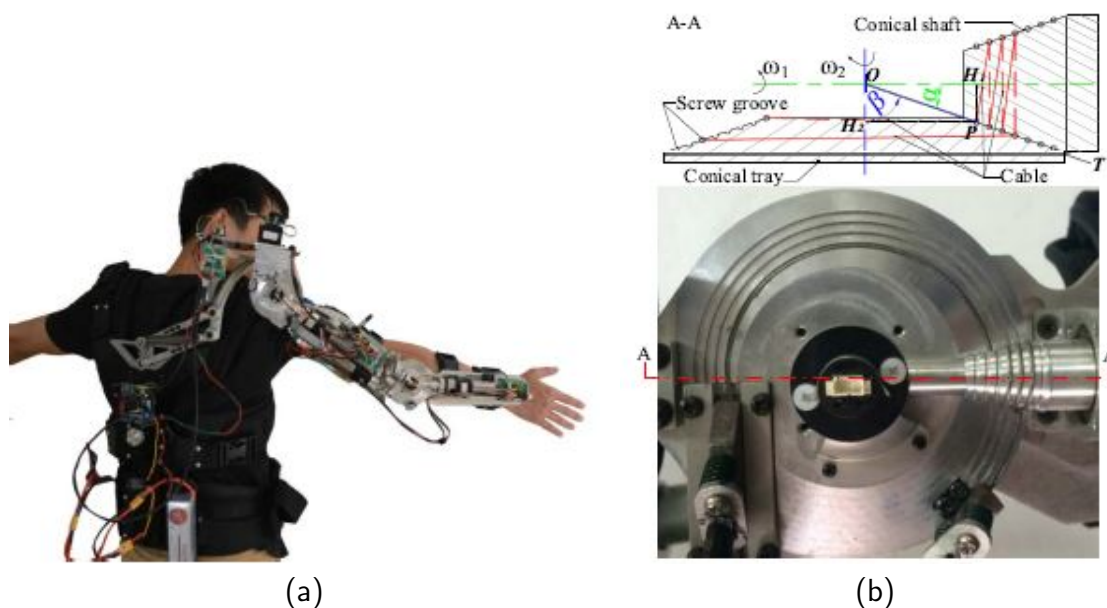 A-A
Conical shaft
ω1
ω2
O
H1
β
α
Screw groove
H2
P
T
Conical tray
Cable
A
(a)
(b)